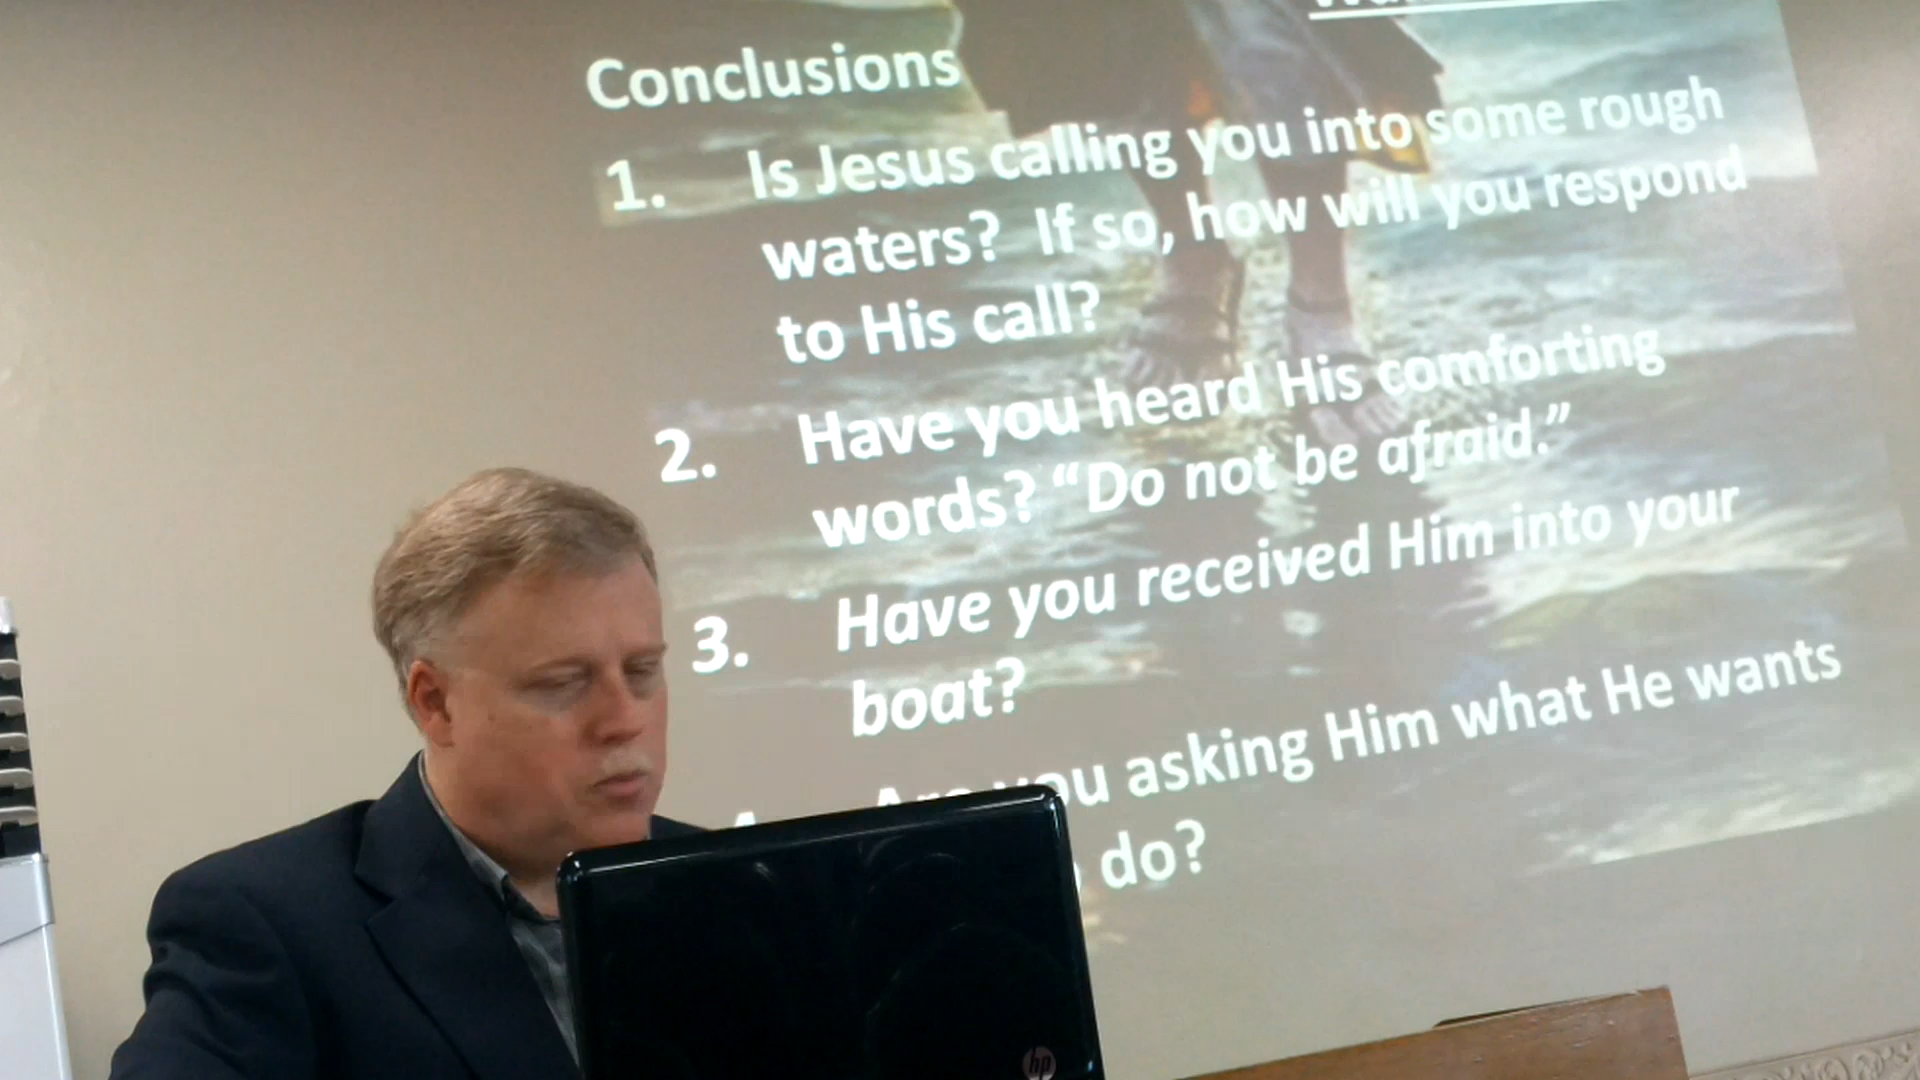 Conclusions
1. Is Jesus calling you into some rough
waters? If so, how will you respond
to His call?
2. Have you heard His comforting
words? “Do not be afraid.”
3. Have you received Him into your
boat?
you asking Him what He wants
do?
hp